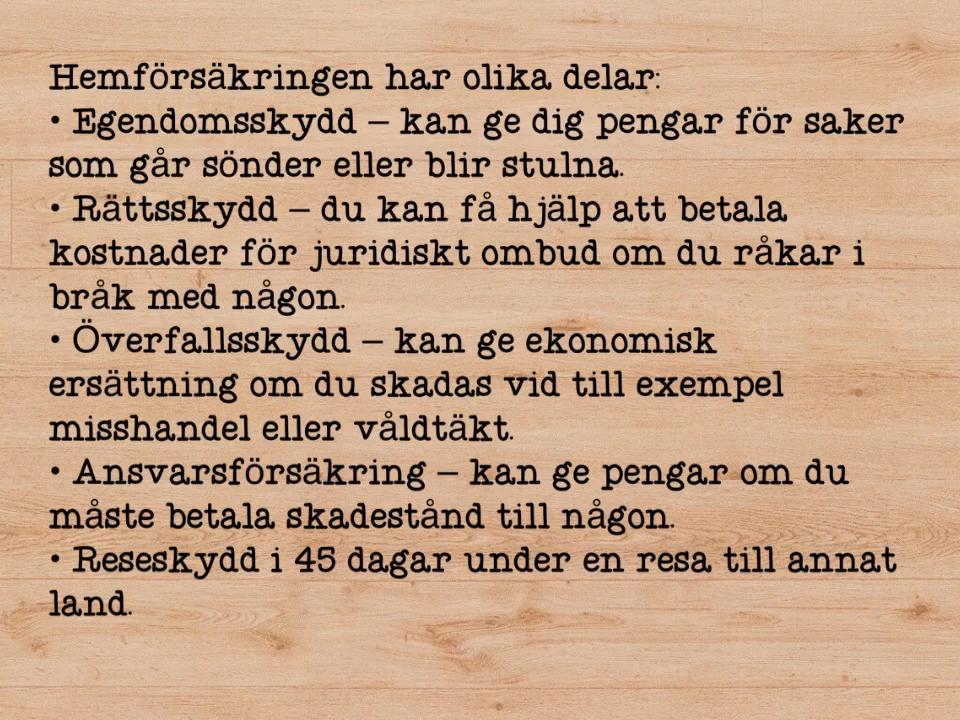 Hemförsäkringen har olika delar:
• Egendomsskydd – kan ge dig pengar för saker
som går sönder eller blir stulna.
• Rättsskydd – du kan få hjälp att betala
kostnader för juridiskt ombud om du råkar i
bråk med någon.
• Överfallsskydd – kan ge ekonomisk
ersättning om du skadas vid till exempel
misshandel eller våldtäkt.
• Ansvarsförsäkring – kan ge pengar om du
måste betala skadestånd till någon.
• Reseskydd i 45 dagar under en resa till annat
land.